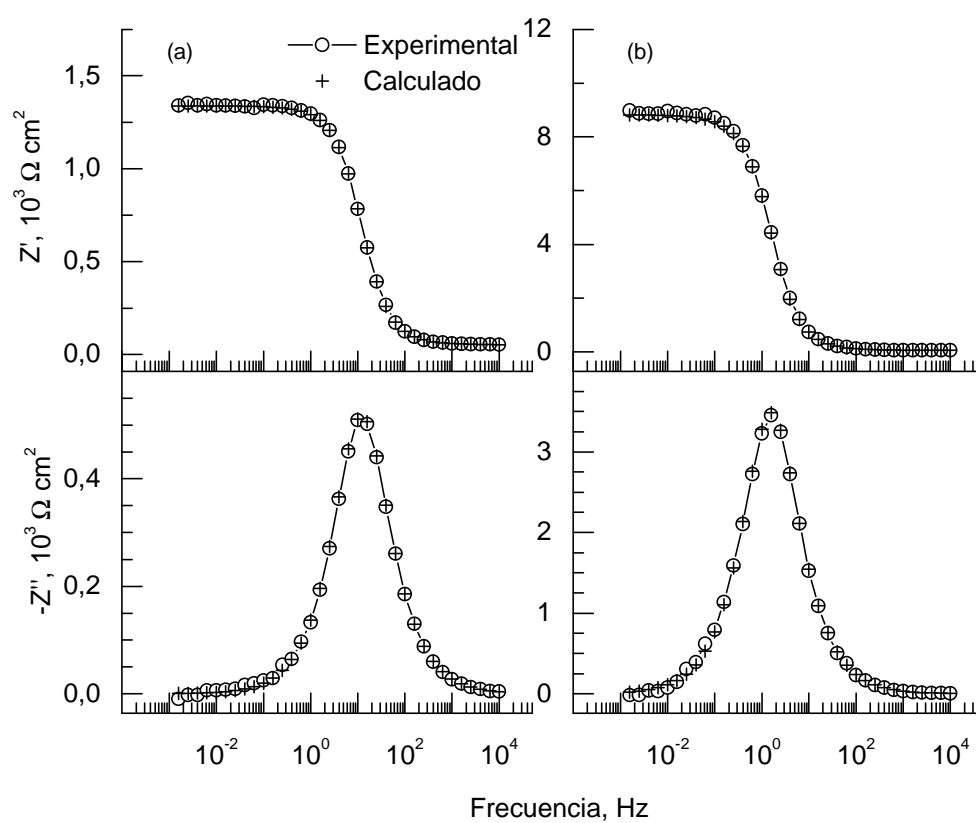 (a)
Experimental
Calculado
(b)
1,5
1,0
0,5
0,0
Z', 10³ Ω cm²
12
8
4
0
0,4
0,2
0,0
-Z'', 10³ Ω cm²
3
2
1
0
10⁻² 10⁰ 10² 10⁴
10⁻² 10⁰ 10² 10⁴
Frecuencia, Hz